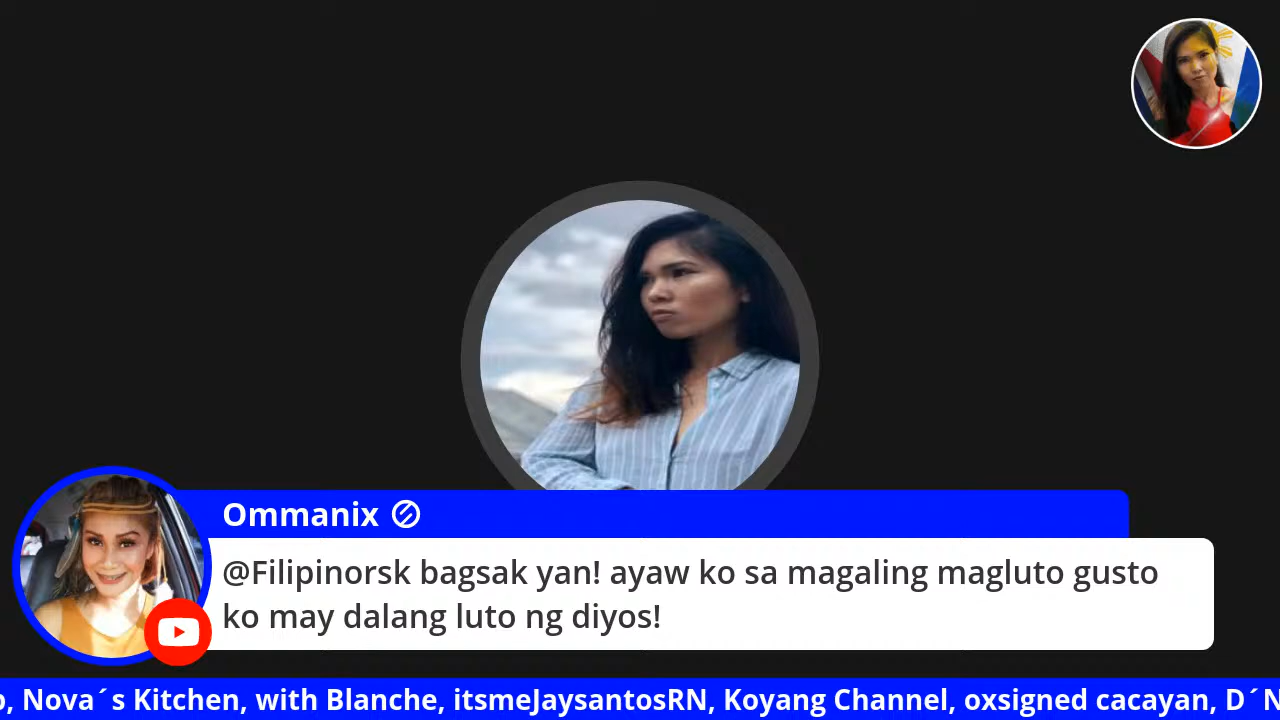 Ommanix
@Filipinorsk bagsak yan! ayaw ko sa magaling magluto gusto
ko may dalang luto ng diyos!
, Nova´s Kitchen, with Blanche, itsmeJaysantosRN, Koyang Channel, oxsigned cacayan, D´N